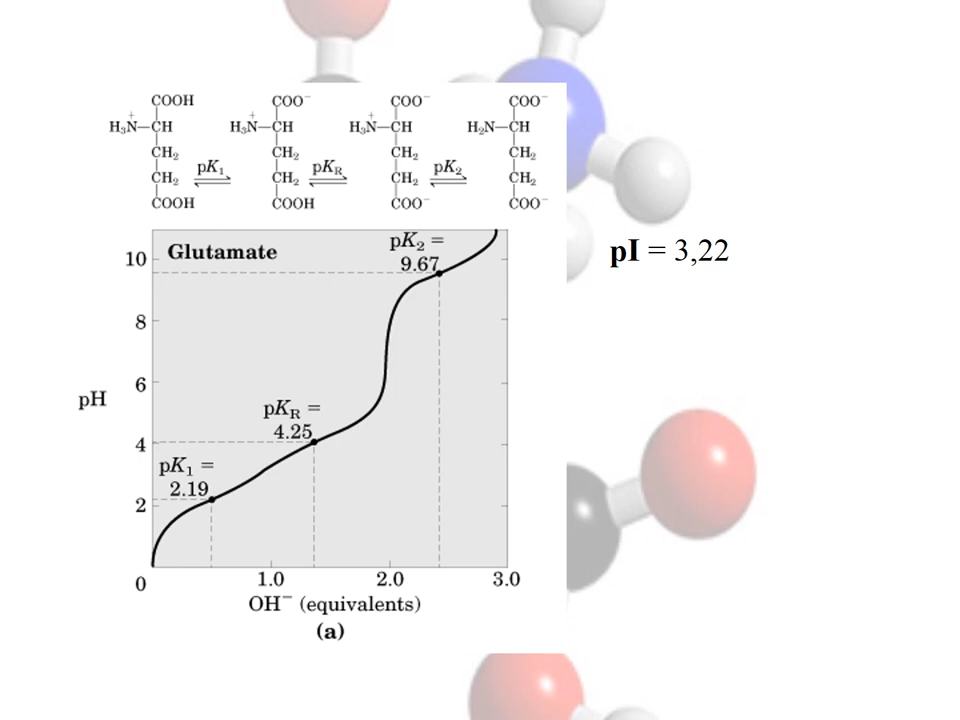 COOH COO⁻ COO⁻ COO⁻
H₃N⁺—CH H₃N⁺—CH H₃N⁺—CH H₂N—CH
CH₂ CH₂ CH₂ CH₂
pK₁ pKR pK₂
CH₂ CH₂ CH₂ CH₂
COOH COOH COO⁻ COO⁻
Glutamate
pK₂ =
9.67
pI = 3,22
10
8
6
pH
pKR =
4.25
4
pK₁ =
2.19
2
0 1.0 2.0 3.0
OH⁻ (equivalents)
(a)